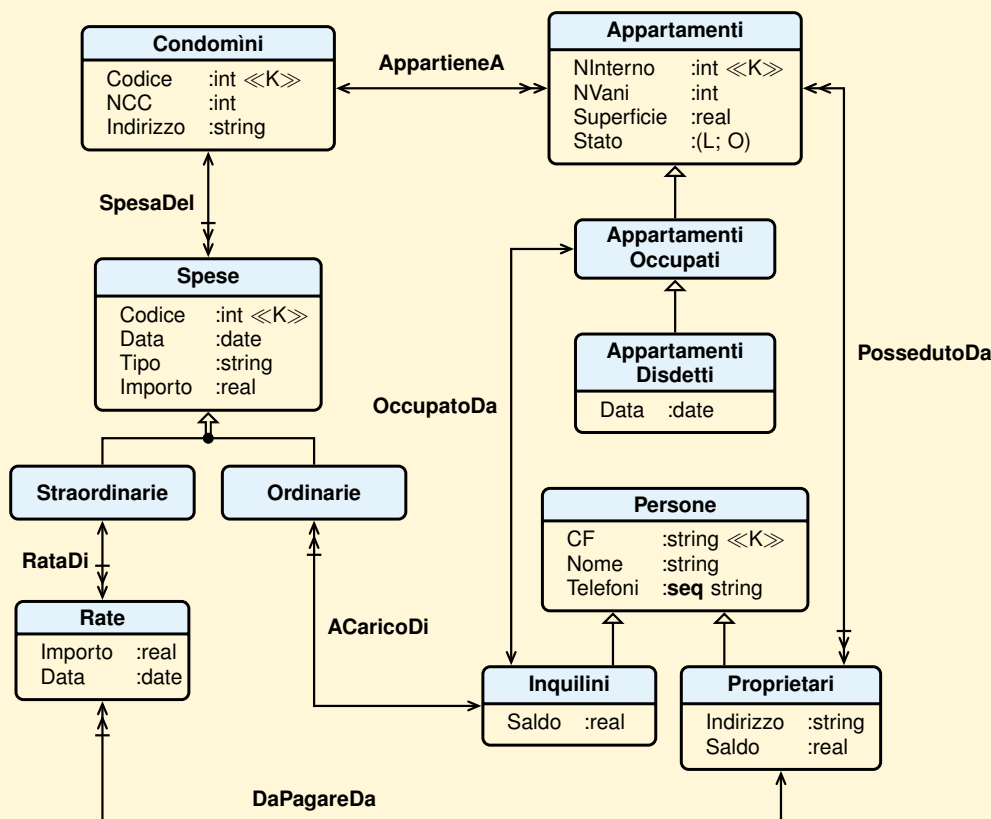 Condomìni
Codice :int ≪K≫
NCC :int
Indirizzo :string
AppartieneA
Appartamenti
NInterno :int ≪K≫
NVani :int
Superficie :real
Stato :(L; O)
SpesaDel
Appartamenti
Occupati
Spese
Codice :int ≪K≫
Data :date
Tipo :string
Importo :real
Appartamenti
Disdetti
Data :date
PossedutoDa
OccupatoDa
Straordinarie
Ordinarie
Persone
CF :string ≪K≫
Nome :string
Telefoni :seq string
RataDi
Rate
Importo :real
Data :date
ACaricoDi
Inquilini
Saldo :real
Proprietari
Indirizzo :string
Saldo :real
DaPagareDa